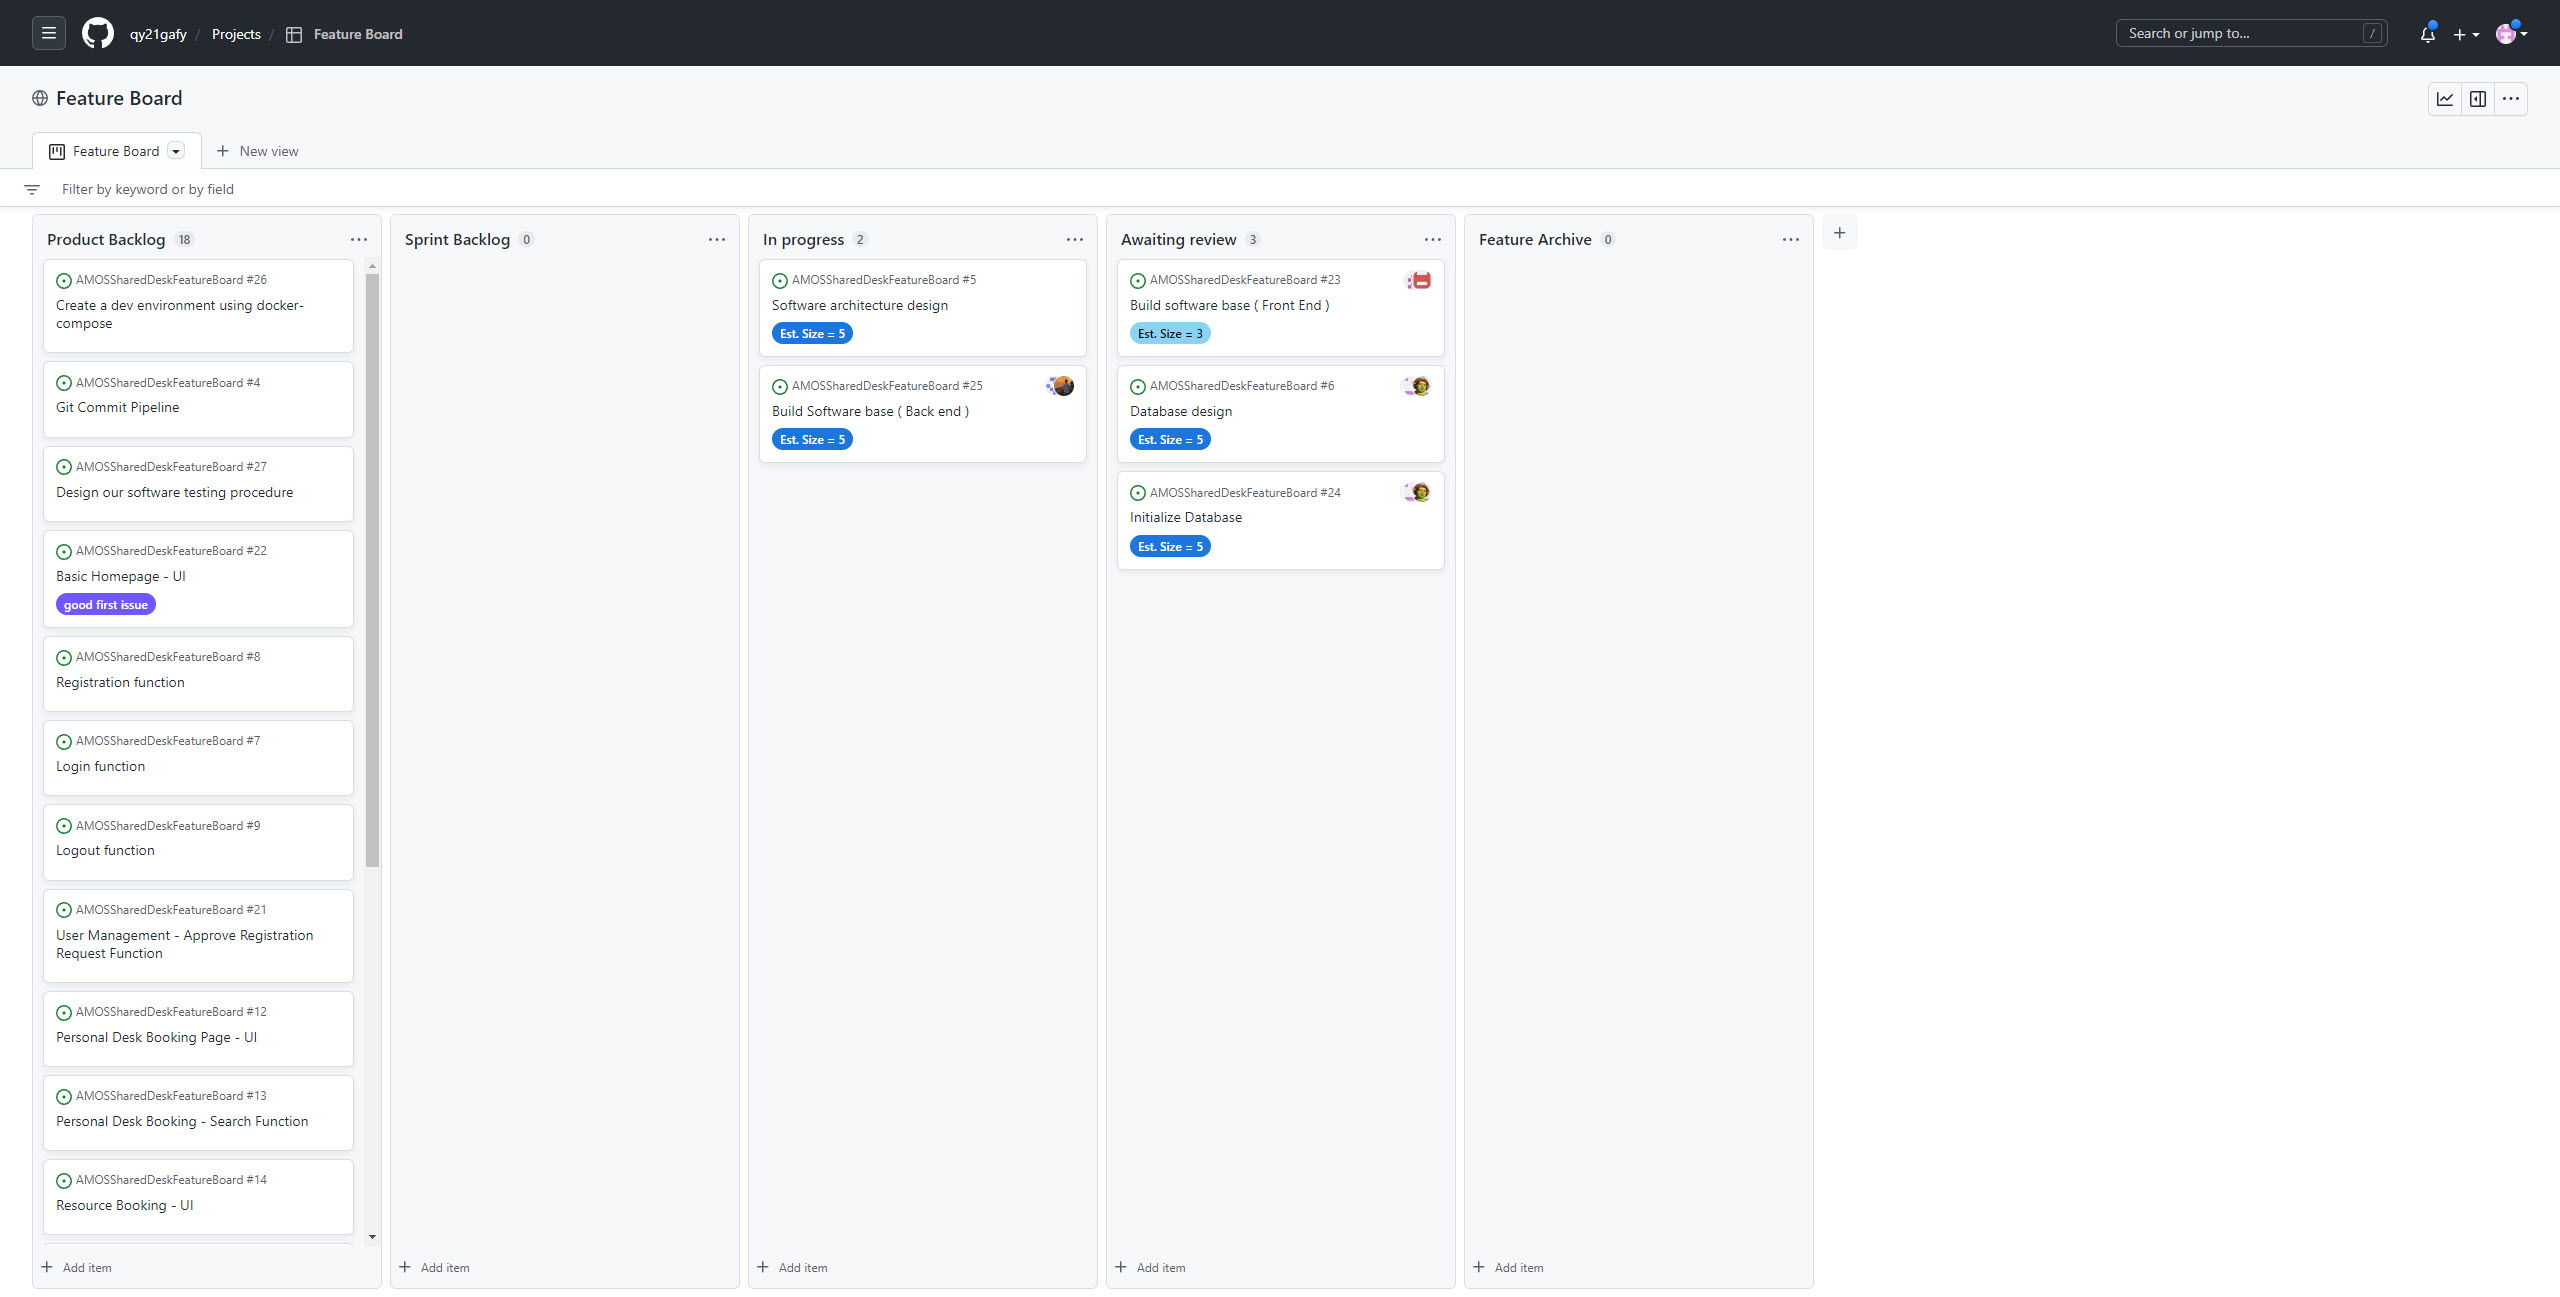 qy21gafy / Projects / Feature Board
Search or jump to... /
Feature Board
Feature Board
New view
Filter by keyword or by field
Product Backlog 18
AMOSSharedDeskFeatureBoard #26
Create a dev environment using docker-
compose
AMOSSharedDeskFeatureBoard #4
Git Commit Pipeline
AMOSSharedDeskFeatureBoard #27
Design our software testing procedure
AMOSSharedDeskFeatureBoard #22
Basic Homepage - UI
good first issue
AMOSSharedDeskFeatureBoard #8
Registration function
AMOSSharedDeskFeatureBoard #7
Login function
AMOSSharedDeskFeatureBoard #9
Logout function
AMOSSharedDeskFeatureBoard #21
User Management - Approve Registration
Request Function
AMOSSharedDeskFeatureBoard #12
Personal Desk Booking Page - UI
AMOSSharedDeskFeatureBoard #13
Personal Desk Booking - Search Function
AMOSSharedDeskFeatureBoard #14
Resource Booking - UI
Add item
Sprint Backlog 0
Add item
In progress 2
AMOSSharedDeskFeatureBoard #5
Software architecture design
Est. Size = 5
AMOSSharedDeskFeatureBoard #25
Build Software base ( Back end )
Est. Size = 5
Add item
Awaiting review 3
AMOSSharedDeskFeatureBoard #23
Build software base ( Front End )
Est. Size = 3
AMOSSharedDeskFeatureBoard #6
Database design
Est. Size = 5
AMOSSharedDeskFeatureBoard #24
Initialize Database
Est. Size = 5
Add item
Feature Archive 0
Add item